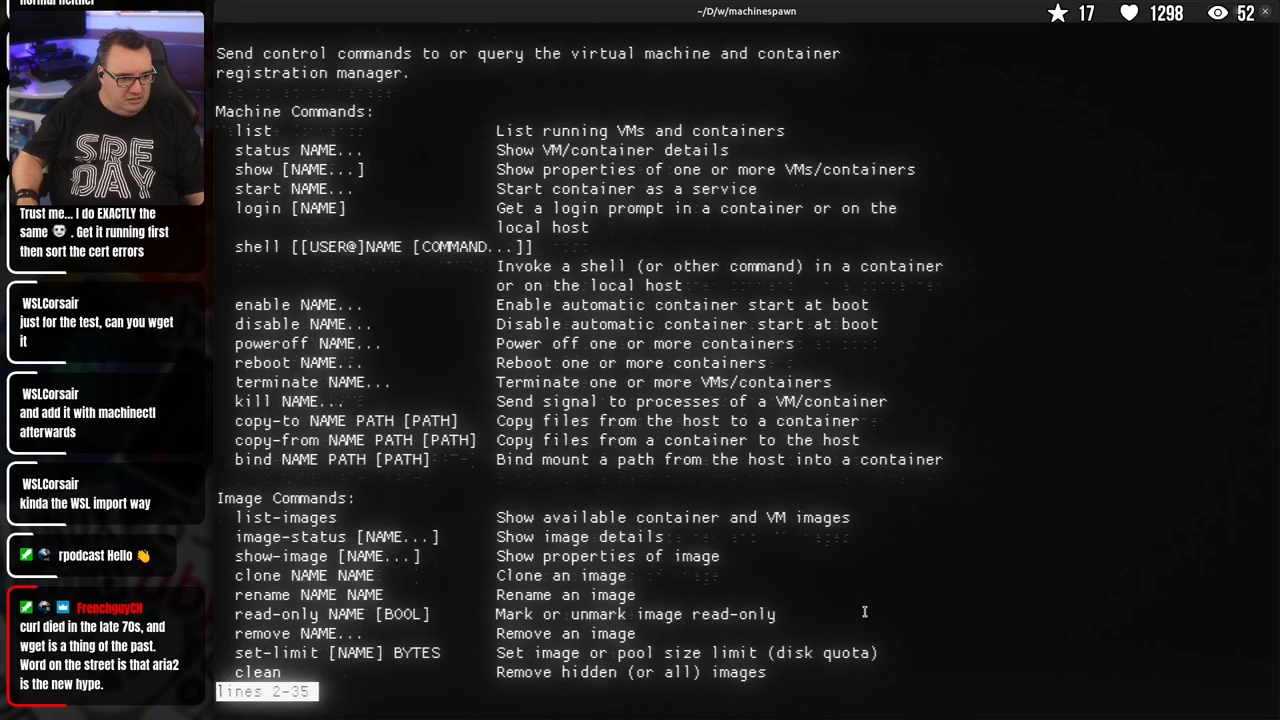 normal neither
SRE
DAY
Trust me... I do EXACTLY the
same 💀 . Get it running first
then sort the cert errors
WSLCorsair
just for the test, can you wget
it
WSLCorsair
and add it with machinectl
afterwards
WSLCorsair
kinda the WSL import way
rpodcast Hello 👋
FrenchguyCH
curl died in the late 70s, and
wget is a thing of the past.
Word on the street is that aria2
is the new hype.
~/D/w/machinespawn
17 1298 52
Send control commands to or query the virtual machine and container
registration manager.
Machine Commands:
list List running VMs and containers
status NAME... Show VM/container details
show [NAME...] Show properties of one or more VMs/containers
start NAME... Start container as a service
login [NAME] Get a login prompt in a container or on the
local host
shell [[USER@]NAME [COMMAND...]]
Invoke a shell (or other command) in a container
or on the local host
enable NAME... Enable automatic container start at boot
disable NAME... Disable automatic container start at boot
poweroff NAME... Power off one or more containers
reboot NAME... Reboot one or more containers
terminate NAME... Terminate one or more VMs/containers
kill NAME... Send signal to processes of a VM/container
copy-to NAME PATH [PATH] Copy files from the host to a container
copy-from NAME PATH [PATH] Copy files from a container to the host
bind NAME PATH [PATH] Bind mount a path from the host into a container
Image Commands:
list-images Show available container and VM images
image-status [NAME...] Show image details
show-image [NAME...] Show properties of image
clone NAME NAME Clone an image
rename NAME NAME Rename an image
read-only NAME [BOOL] Mark or unmark image read-only
remove NAME... Remove an image
set-limit [NAME] BYTES Set image or pool size limit (disk quota)
clean Remove hidden (or all) images
lines 2-35